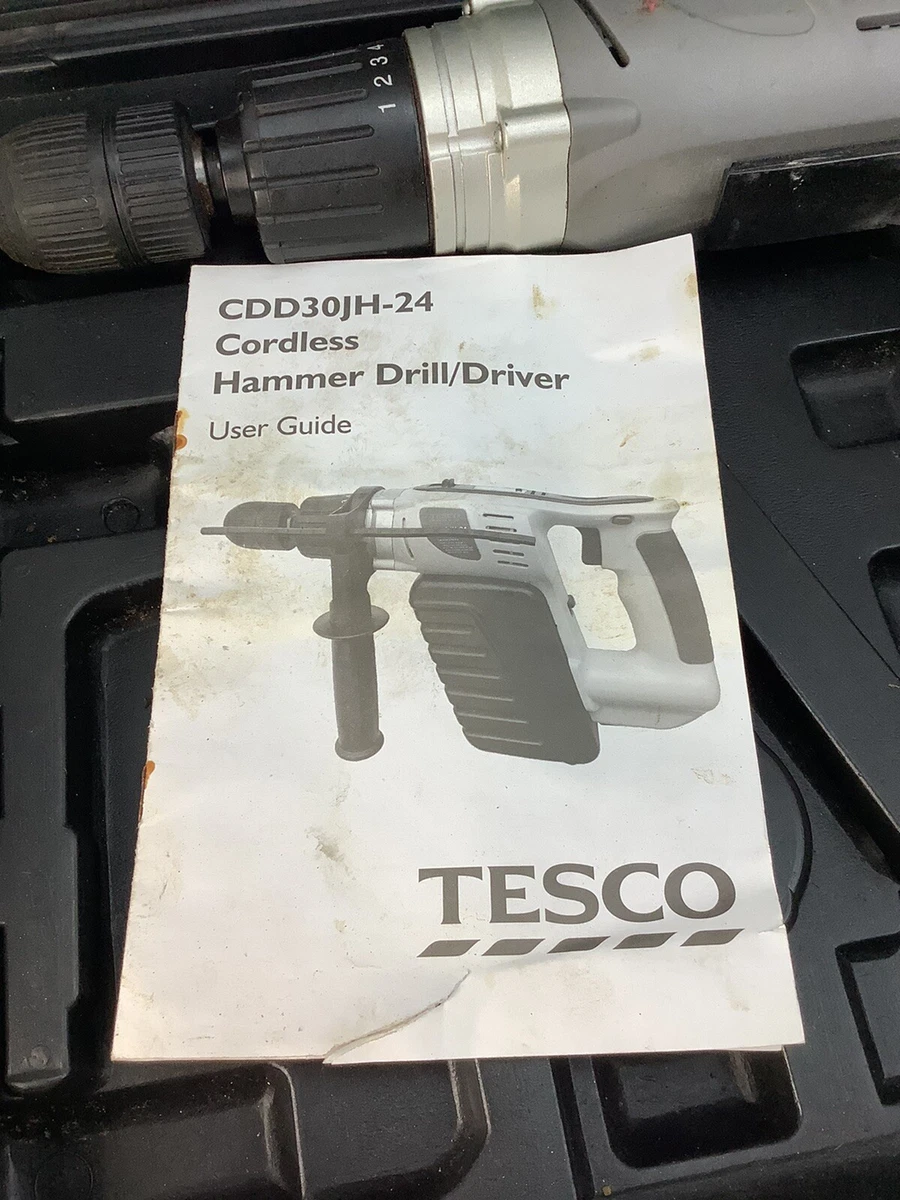 1 2 3 4
CDD30JH-24
Cordless
Hammer Drill/Driver
User Guide
TESCO